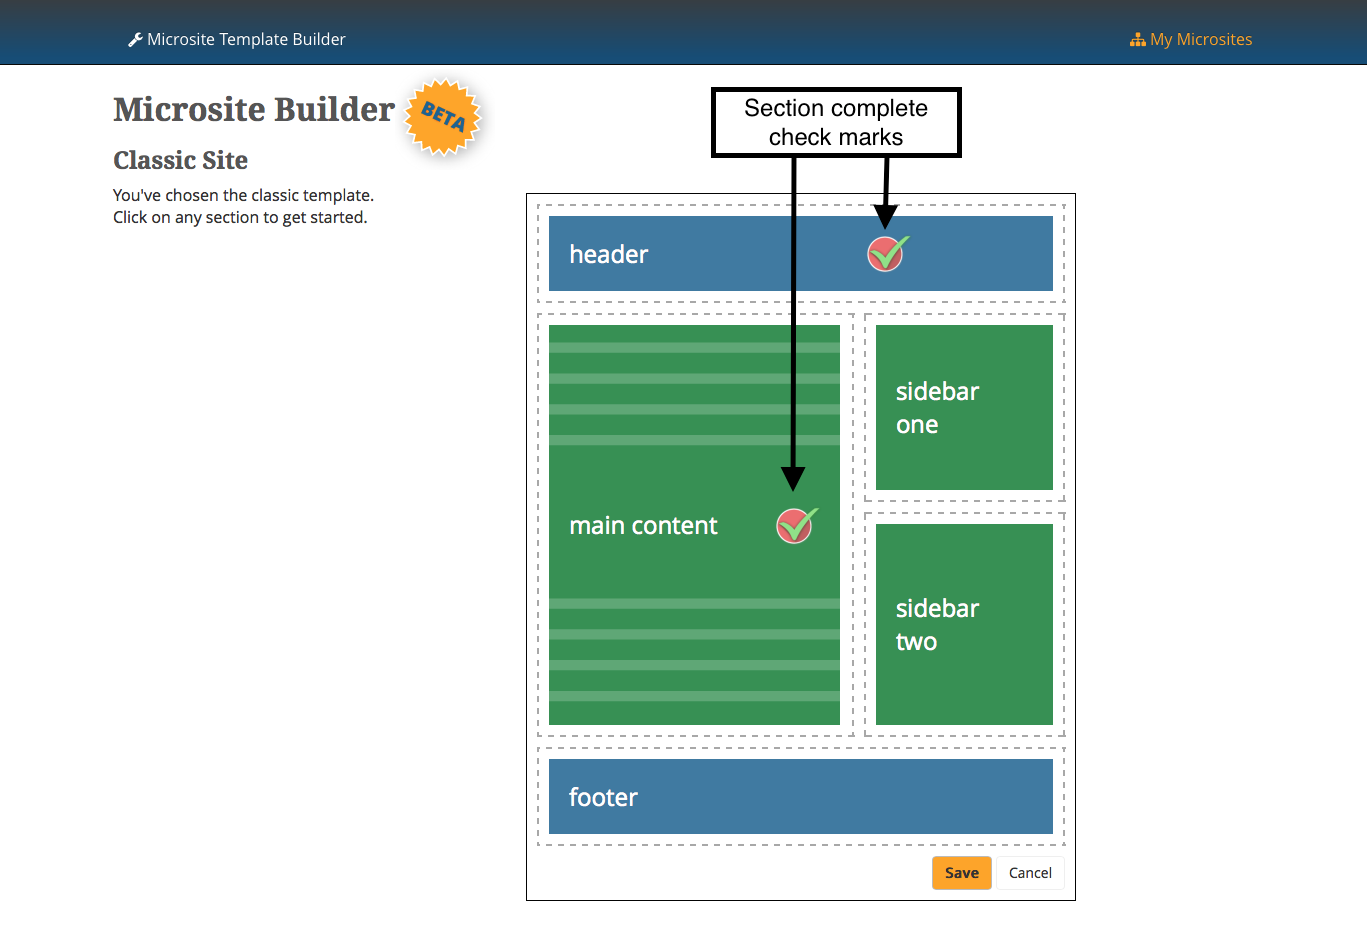 Microsite Template Builder
My Microsites
Microsite Builder
BETA
Classic Site
You've chosen the classic template.
Click on any section to get started.
Section complete
check marks
header
main content
sidebar
one
sidebar
two
footer
Save
Cancel